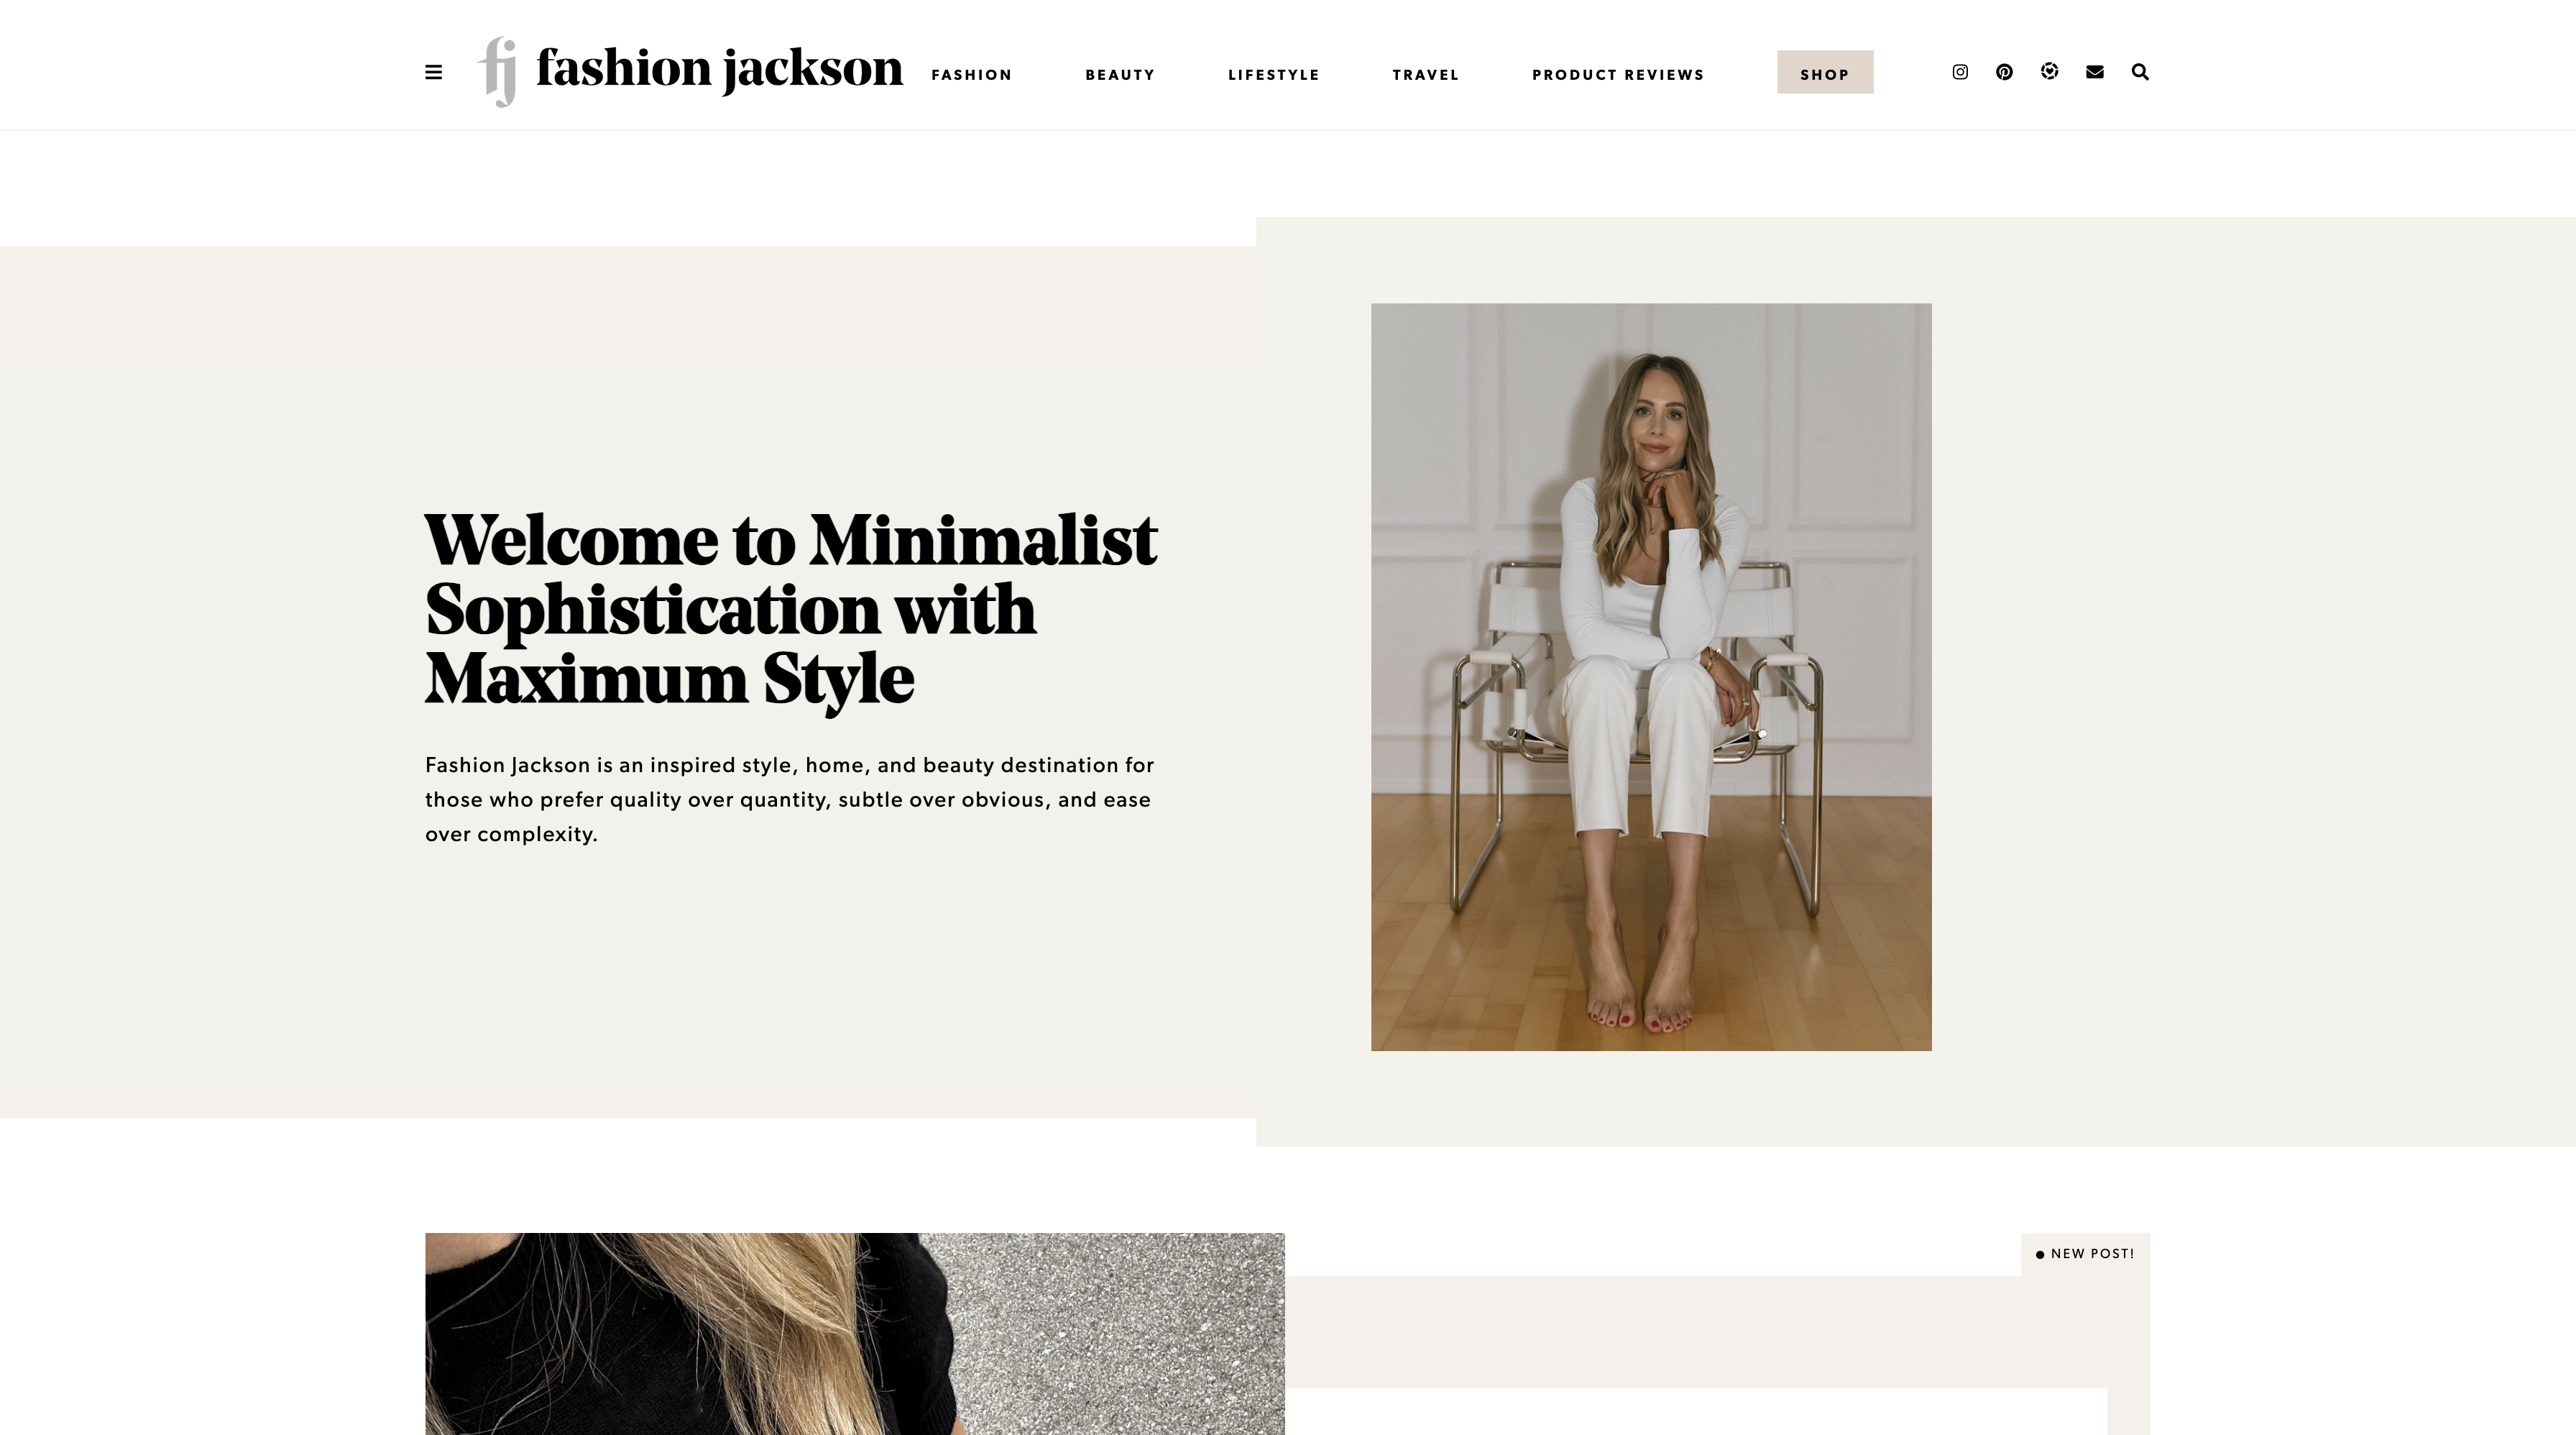 fj fashion jackson
FASHION
BEAUTY
LIFESTYLE
TRAVEL
PRODUCT REVIEWS
SHOP
Welcome to Minimalist
Sophistication with
Maximum Style
Fashion Jackson is an inspired style, home, and beauty destination for
those who prefer quality over quantity, subtle over obvious, and ease
over complexity.
NEW POST!